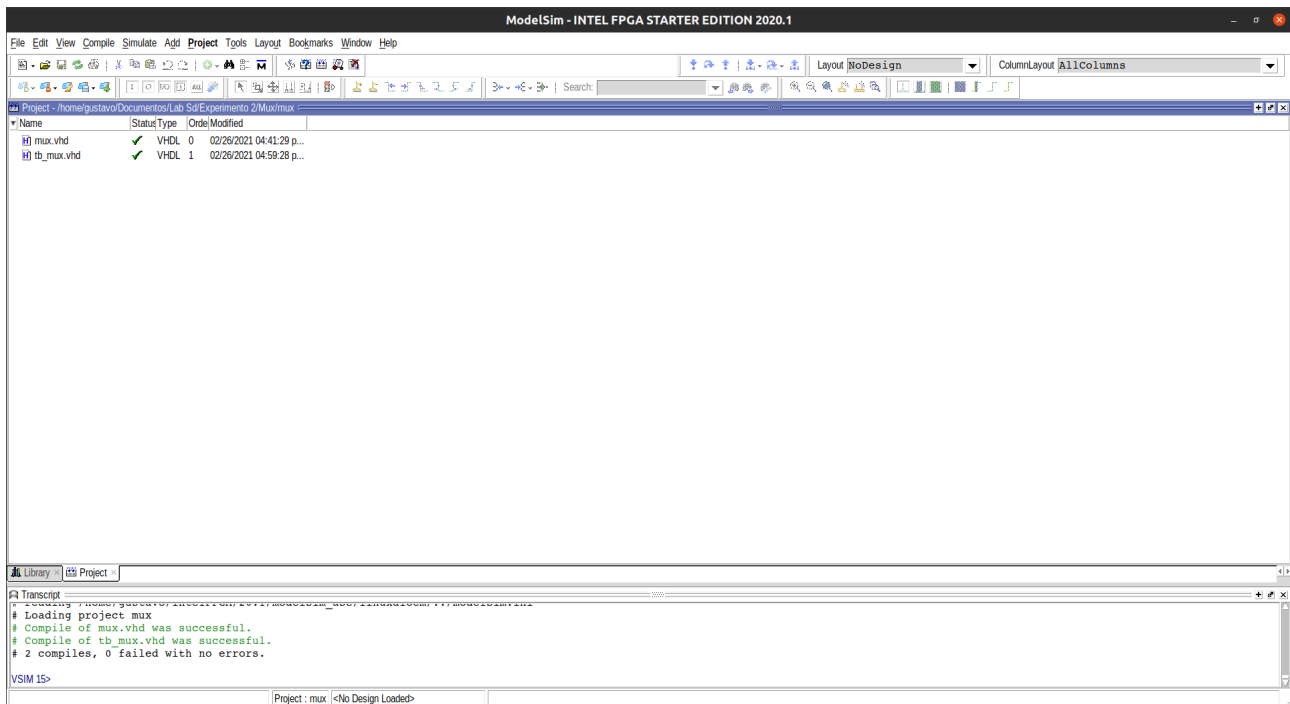 ModelSim - INTEL FPGA STARTER EDITION 2020.1
File Edit View Compile Simulate Add Project Tools Layout Bookmarks Window Help
Layout NoDesign ColumnLayout AllColumns
Search:
Project - /home/gustavo/Documentos/Lab Sd/Experimento 2/Mux/mux
Name Status Type Orde Modified
mux.vhd VHDL 0 02/26/2021 04:41:29 p...
tb_mux.vhd VHDL 1 02/26/2021 04:59:28 p...
Library Project
Transcript
# Loading project mux
# Compile of mux.vhd was successful.
# Compile of tb_mux.vhd was successful.
# 2 compiles, 0 failed with no errors.
VSIM 15>
Project : mux <No Design Loaded>